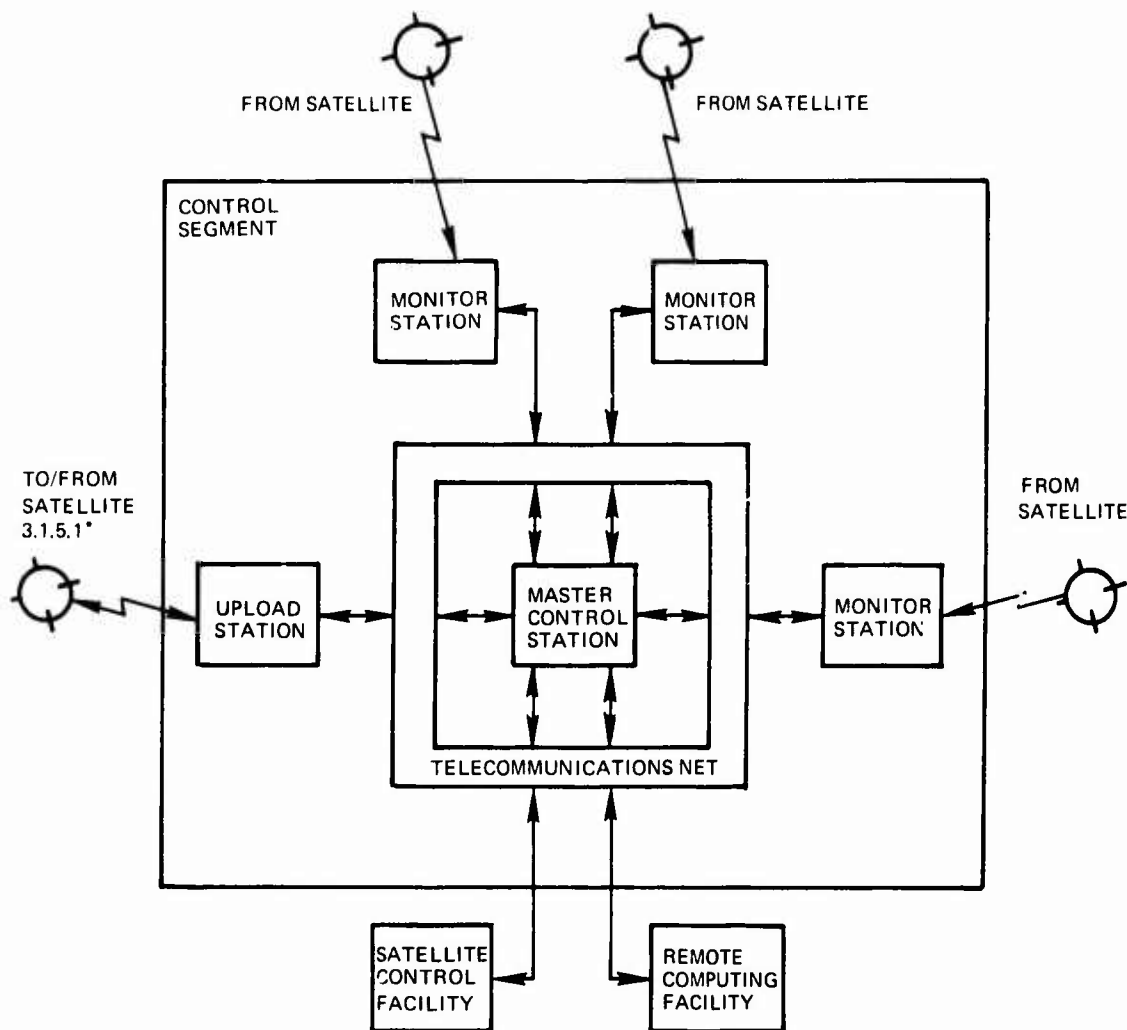 FROM SATELLITE
FROM SATELLITE
CONTROL
SEGMENT
MONITOR
STATION
MONITOR
STATION
TO/FROM
SATELLITE
3.1.5.1*
FROM
SATELLITE
UPLOAD
STATION
MASTER
CONTROL
STATION
MONITOR
STATION
TELECOMMUNICATIONS NET
SATELLITE
CONTROL
FACILITY
REMOTE
COMPUTING
FACILITY